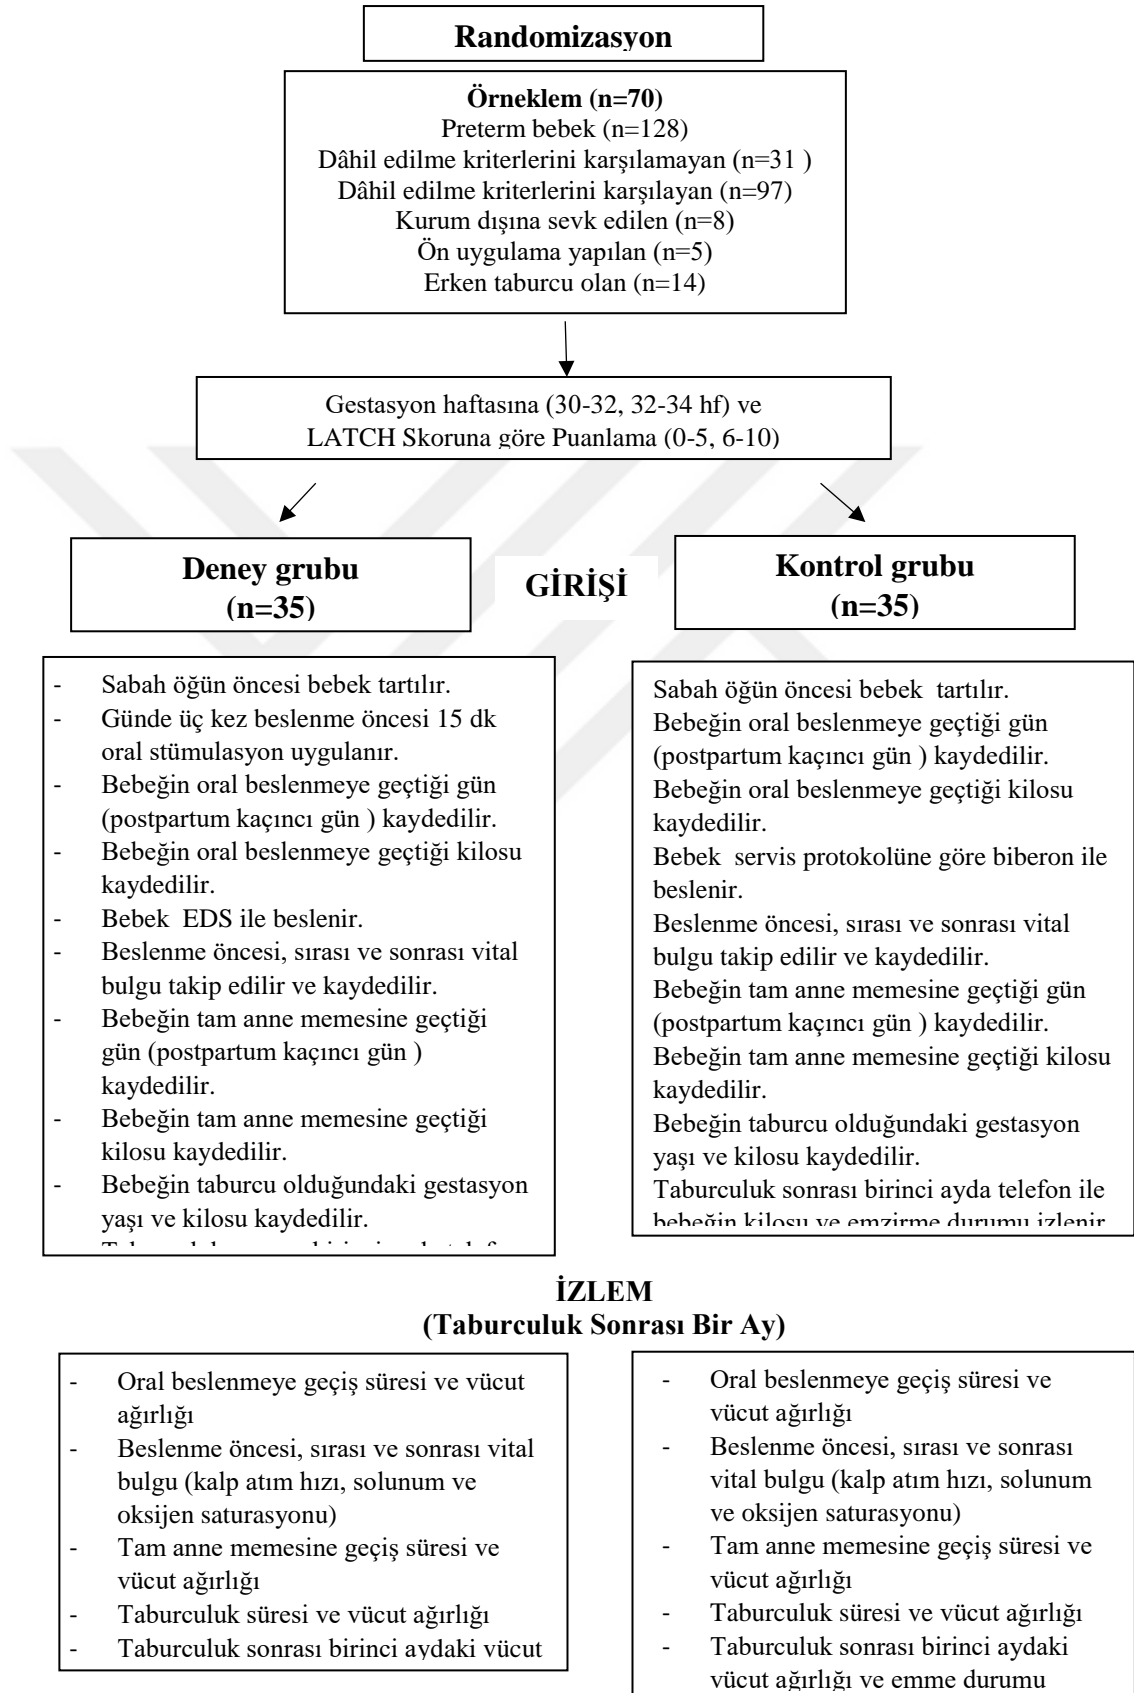 Randomizasyon
Örneklem (n=70)
Preterm bebek (n=128)
Dâhil edilme kriterlerini karşılamayan (n=31 )
Dâhil edilme kriterlerini karşılayan (n=97)
Kurum dışına sevk edilen (n=8)
Ön uygulama yapılan (n=5)
Erken taburcu olan (n=14)
Gestasyon haftasına (30-32, 32-34 hf) ve
LATCH Skoruna göre Puanlama (0-5, 6-10)
Deney grubu
(n=35)
GİRİŞİ
Kontrol grubu
(n=35)
- Sabah öğün öncesi bebek tartılır.
- Günde üç kez beslenme öncesi 15 dk
oral stümulasyon uygulanır.
- Bebeğin oral beslenmeye geçtiği gün
(postpartum kaçıncı gün ) kaydedilir.
- Bebeğin oral beslenmeye geçtiği kilosu
kaydedilir.
- Bebek  EDS ile beslenir.
- Beslenme öncesi, sırası ve sonrası vital
bulgu takip edilir ve kaydedilir.
- Bebeğin tam anne memesine geçtiği
gün (postpartum kaçıncı gün )
kaydedilir.
- Bebeğin tam anne memesine geçtiği
kilosu kaydedilir.
- Bebeğin taburcu olduğundaki gestasyon
yaşı ve kilosu kaydedilir.
Sabah öğün öncesi bebek  tartılır.
Bebeğin oral beslenmeye geçtiği gün
(postpartum kaçıncı gün ) kaydedilir.
Bebeğin oral beslenmeye geçtiği kilosu
kaydedilir.
Bebek  servis protokolüne göre biberon ile
beslenir.
Beslenme öncesi, sırası ve sonrası vital
bulgu takip edilir ve kaydedilir.
Bebeğin tam anne memesine geçtiği gün
(postpartum kaçıncı gün ) kaydedilir.
Bebeğin tam anne memesine geçtiği kilosu
kaydedilir.
Bebeğin taburcu olduğundaki gestasyon
yaşı ve kilosu kaydedilir.
Taburculuk sonrası birinci ayda telefon ile
bebeğin kilosu ve emzirme durumu izlenir
İZLEM
(Taburculuk Sonrası Bir Ay)
- Oral beslenmeye geçiş süresi ve vücut
ağırlığı
- Beslenme öncesi, sırası ve sonrası vital
bulgu (kalp atım hızı, solunum ve
oksijen saturasyonu)
- Tam anne memesine geçiş süresi ve
vücut ağırlığı
- Taburculuk süresi ve vücut ağırlığı
- Taburculuk sonrası birinci aydaki vücut
- Oral beslenmeye geçiş süresi ve
vücut ağırlığı
- Beslenme öncesi, sırası ve sonrası
vital bulgu (kalp atım hızı, solunum
ve oksijen saturasyonu)
- Tam anne memesine geçiş süresi ve
vücut ağırlığı
- Taburculuk süresi ve vücut ağırlığı
- Taburculuk sonrası birinci aydaki
vücut ağırlığı ve emme durumu